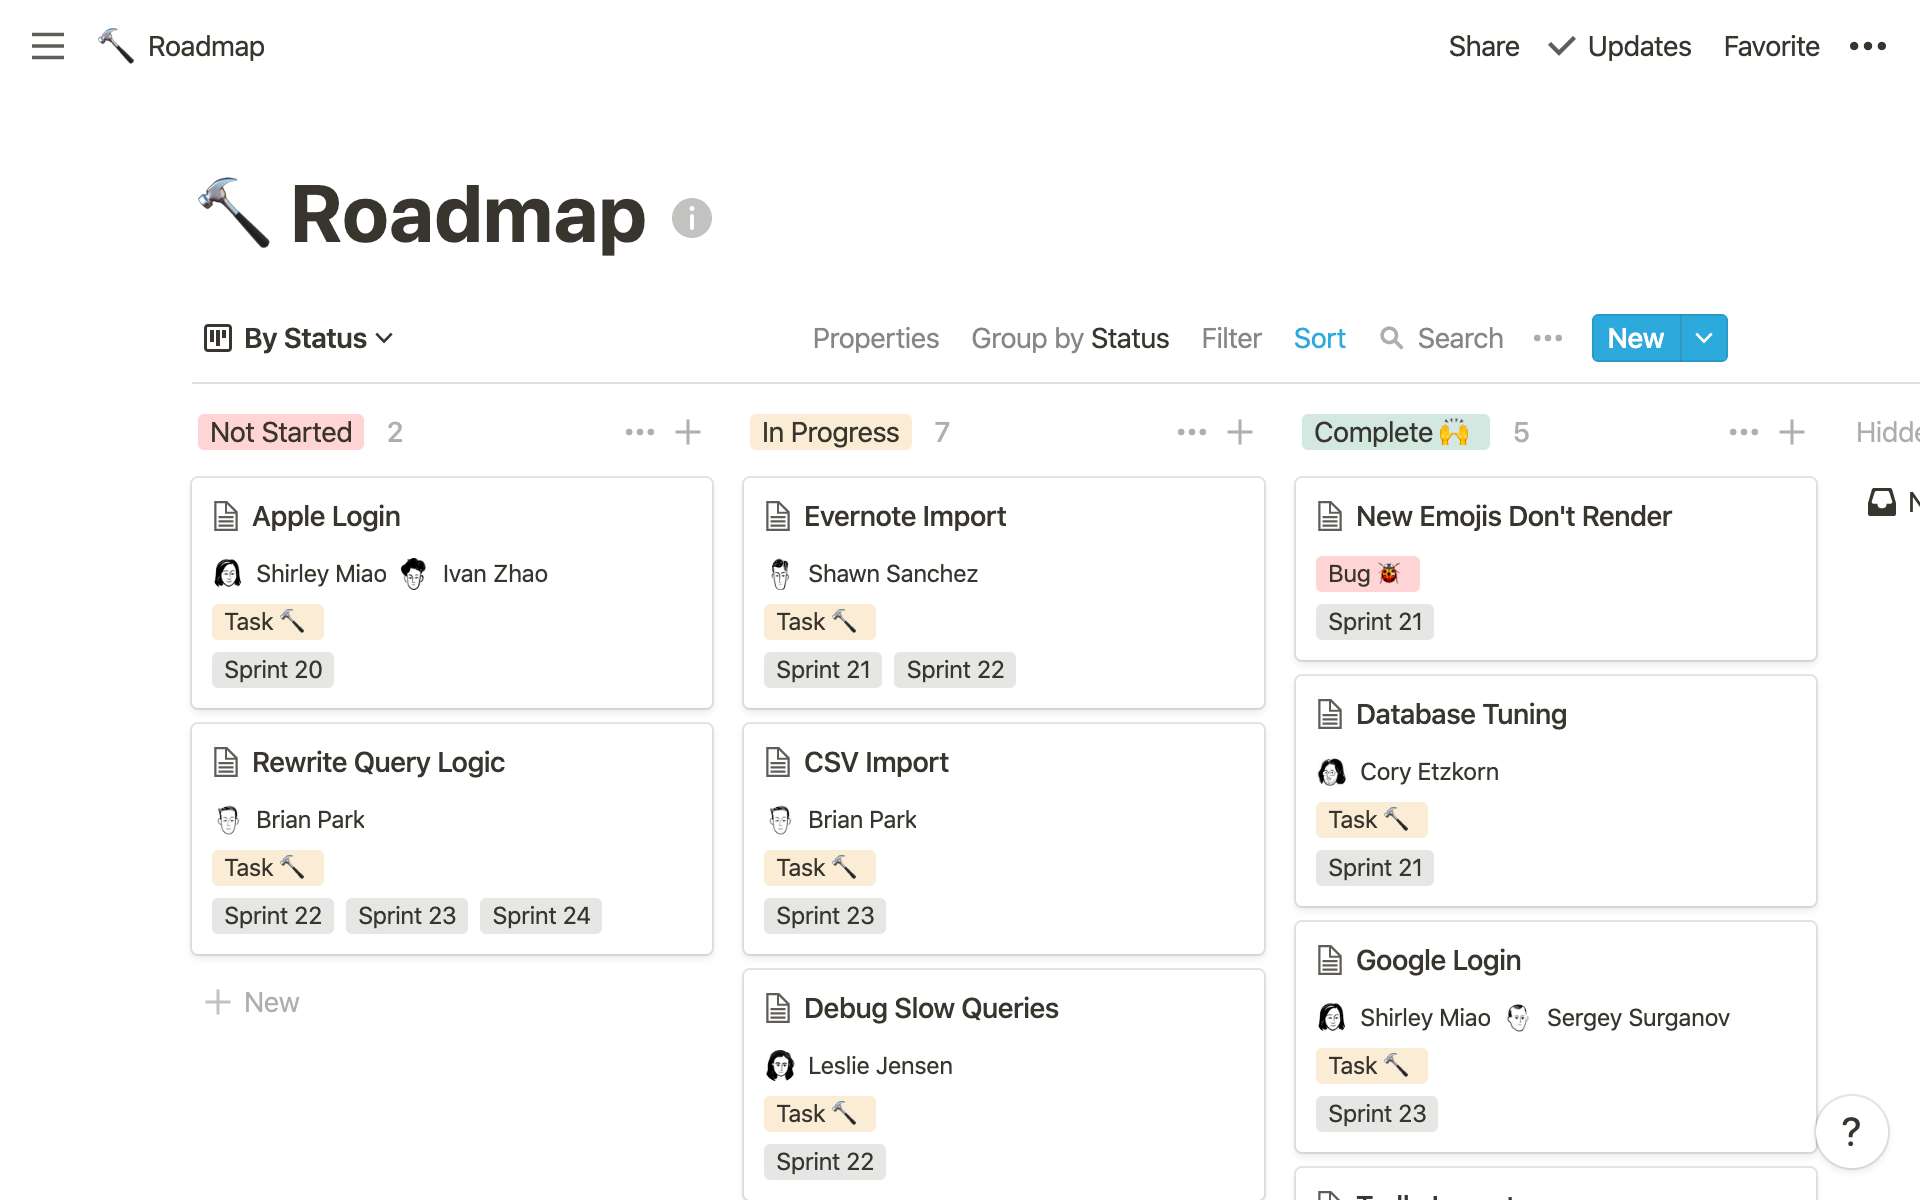 Roadmap
Share Updates Favorite
Roadmap
By Status
Properties Group by Status Filter Sort Search New
Not Started 2
Apple Login
Shirley Miao Ivan Zhao
Task
Sprint 20
Rewrite Query Logic
Brian Park
Task
Sprint 22 Sprint 23 Sprint 24
New
In Progress 7
Evernote Import
Shawn Sanchez
Task
Sprint 21 Sprint 22
CSV Import
Brian Park
Task
Sprint 23
Debug Slow Queries
Leslie Jensen
Task
Sprint 22
Complete 5
New Emojis Don't Render
Bug
Sprint 21
Database Tuning
Cory Etzkorn
Task
Sprint 21
Google Login
Shirley Miao Sergey Surganov
Task
Sprint 23
?